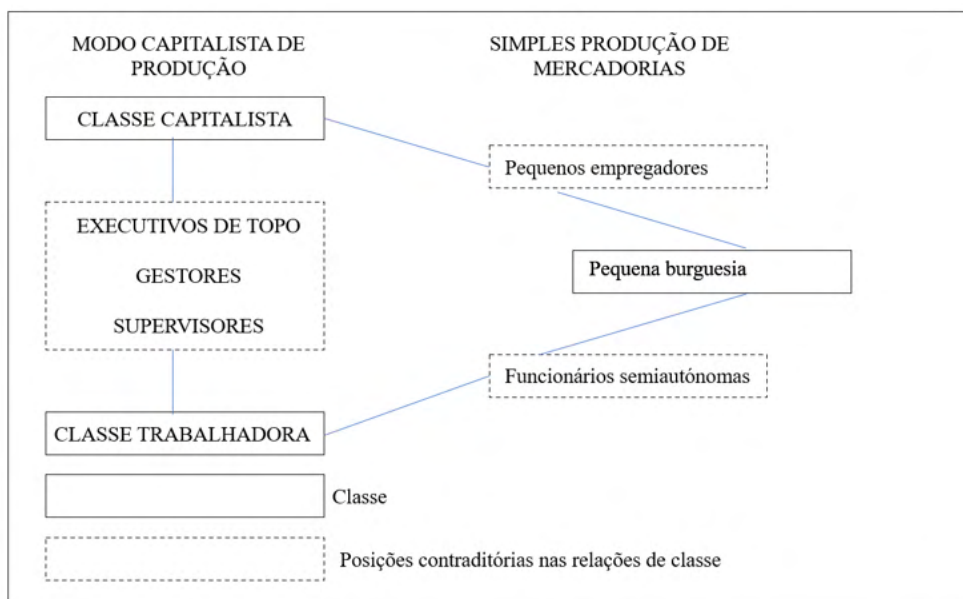 MODO CAPITALISTA DE
PRODUÇÃO
SIMPLES PRODUÇÃO DE
MERCADORIAS
CLASSE CAPITALISTA
Pequenos empregadores
EXECUTIVOS DE TOPO
GESTORES
SUPERVISORES
Pequena burguesia
Funcionários semiautónomas
CLASSE TRABALHADORA
Classe
Posições contraditórias nas relações de classe